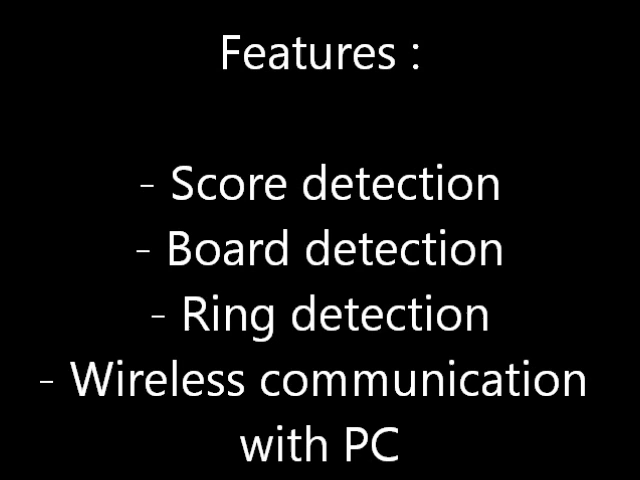 Features :
- Score detection
- Board detection
- Ring detection
- Wireless communication
with PC